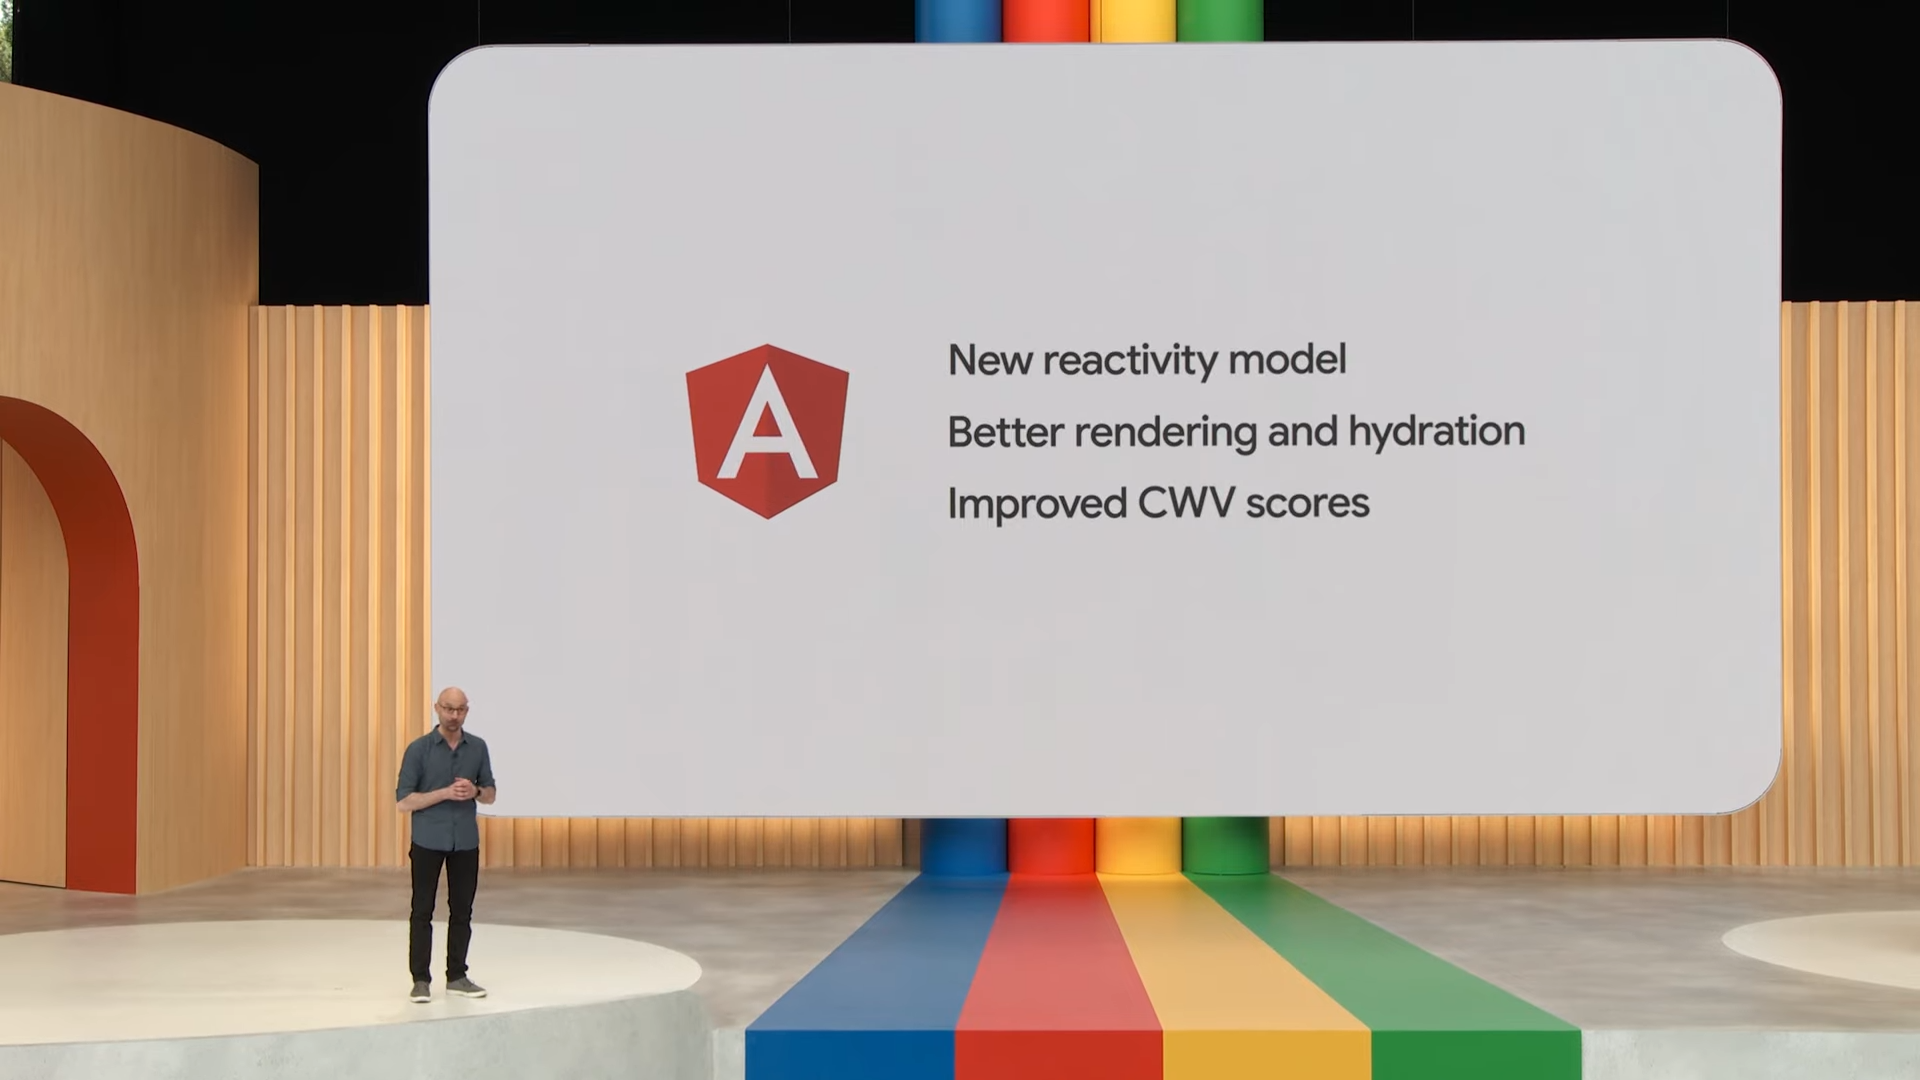 New reactivity model
Better rendering and hydration
Improved CWV scores